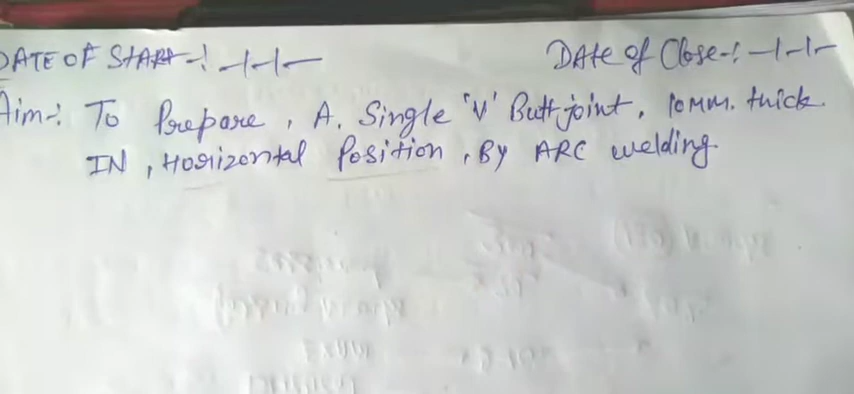 DATE OF START-: -/-/-
Date of Close-: -/-/-
Aim-: To Prepare, A. Single 'V' Butt joint, 10mm. thick.
IN, Horizontal Position, By ARC welding